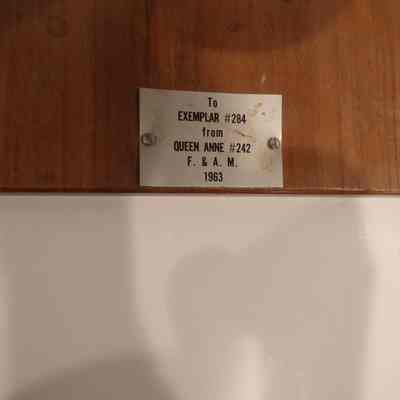 To
EXEMPLAR #284
from
QUEEN ANNE #242
F. & A. M.
1963